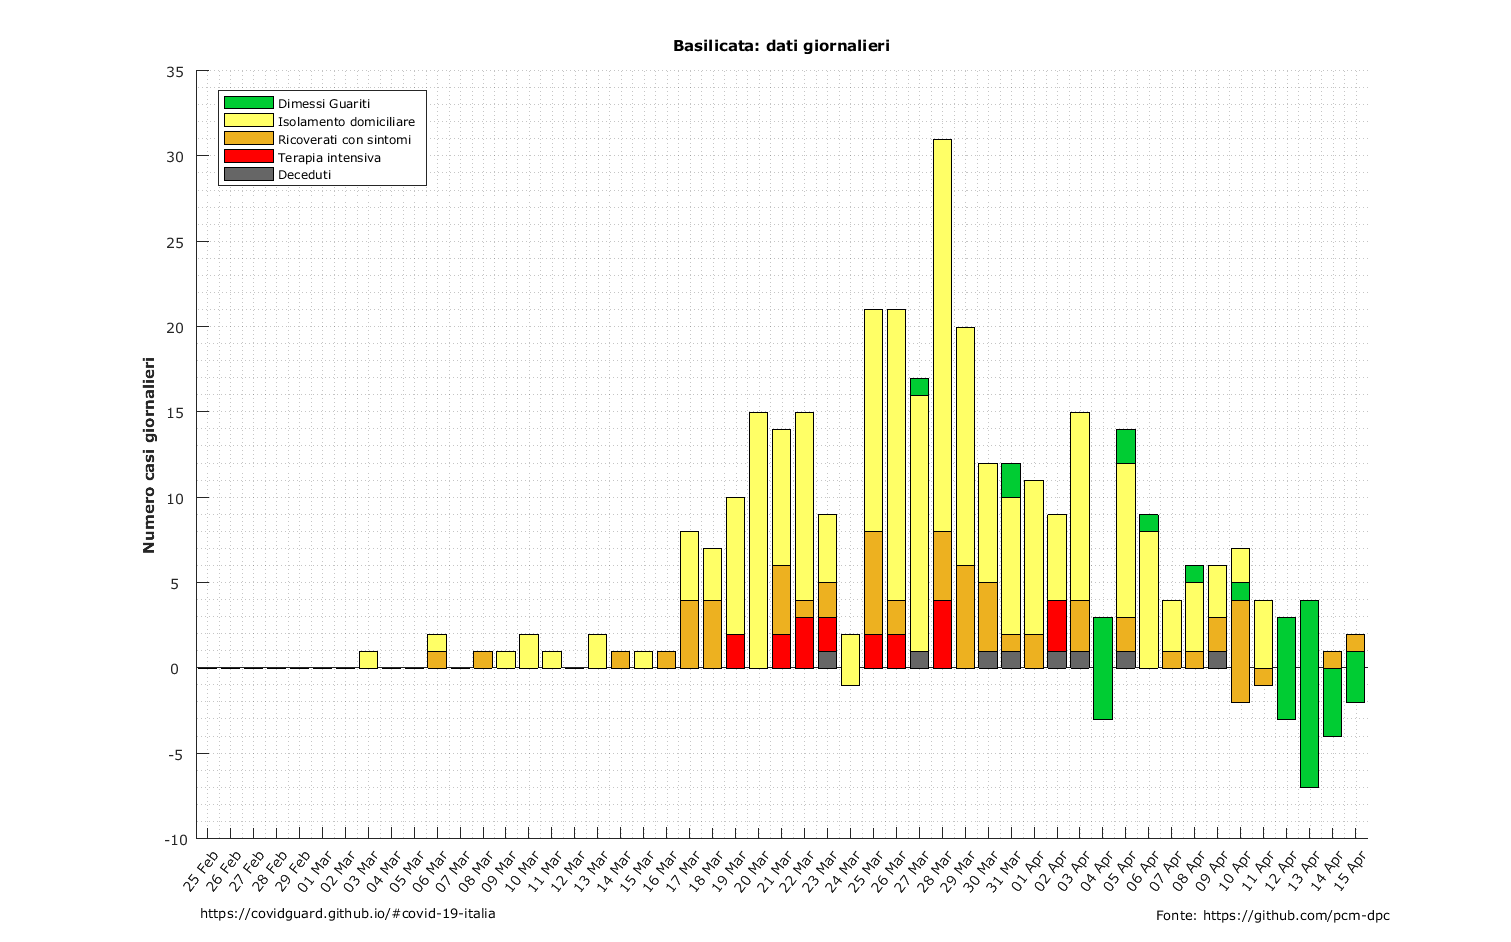 Basilicata: dati giornalieri
35
30
25
20
15
10
5
0
-5
-10
Numero casi giornalieri
Dimessi Guariti
Isolamento domiciliare
Ricoverati con sintomi
Terapia intensiva
Deceduti
25 Feb
26 Feb
27 Feb
28 Feb
29 Feb
01 Mar
02 Mar
03 Mar
04 Mar
05 Mar
06 Mar
07 Mar
08 Mar
09 Mar
10 Mar
11 Mar
12 Mar
13 Mar
14 Mar
15 Mar
16 Mar
17 Mar
18 Mar
19 Mar
20 Mar
21 Mar
22 Mar
23 Mar
24 Mar
25 Mar
26 Mar
27 Mar
28 Mar
29 Mar
30 Mar
31 Mar
01 Apr
02 Apr
03 Apr
04 Apr
05 Apr
06 Apr
07 Apr
08 Apr
09 Apr
10 Apr
11 Apr
12 Apr
13 Apr
14 Apr
15 Apr
https://covidguard.github.io/#covid-19-italia
Fonte: https://github.com/pcm-dpc